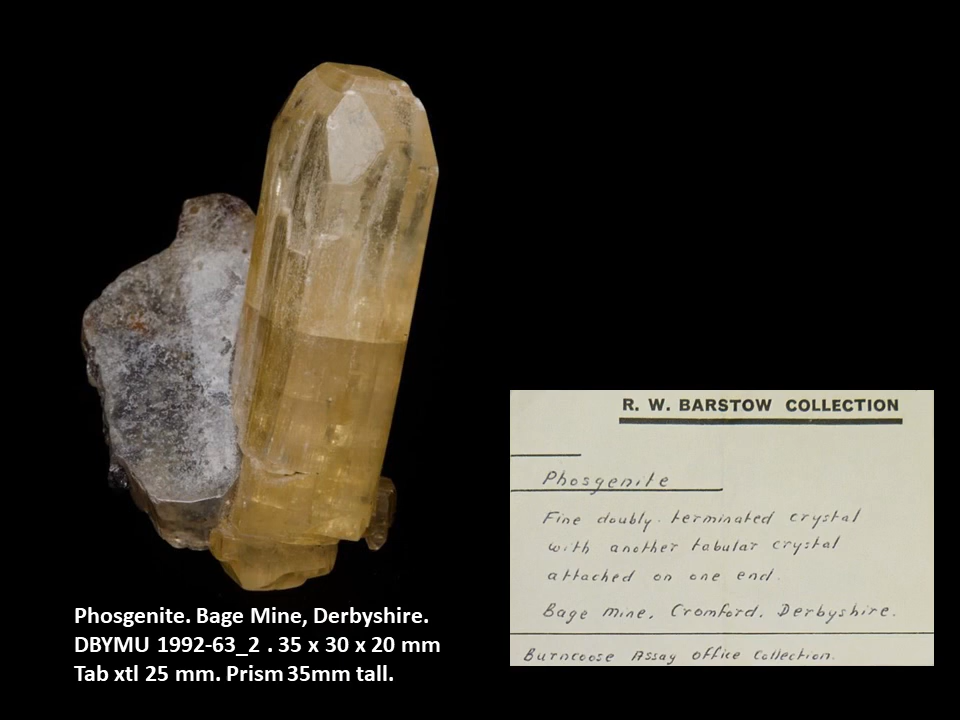 Phosgenite. Bage Mine, Derbyshire.
DBYMU 1992-63_2 . 35 x 30 x 20 mm
Tab xtl 25 mm. Prism 35mm tall.
R. W. BARSTOW COLLECTION
Phosgenite
Fine doubly. terminated crystal
with another tabular crystal
attached on one end.
Bage Mine, Cromford, Derbyshire.
Burncoose Assay Office Collection.